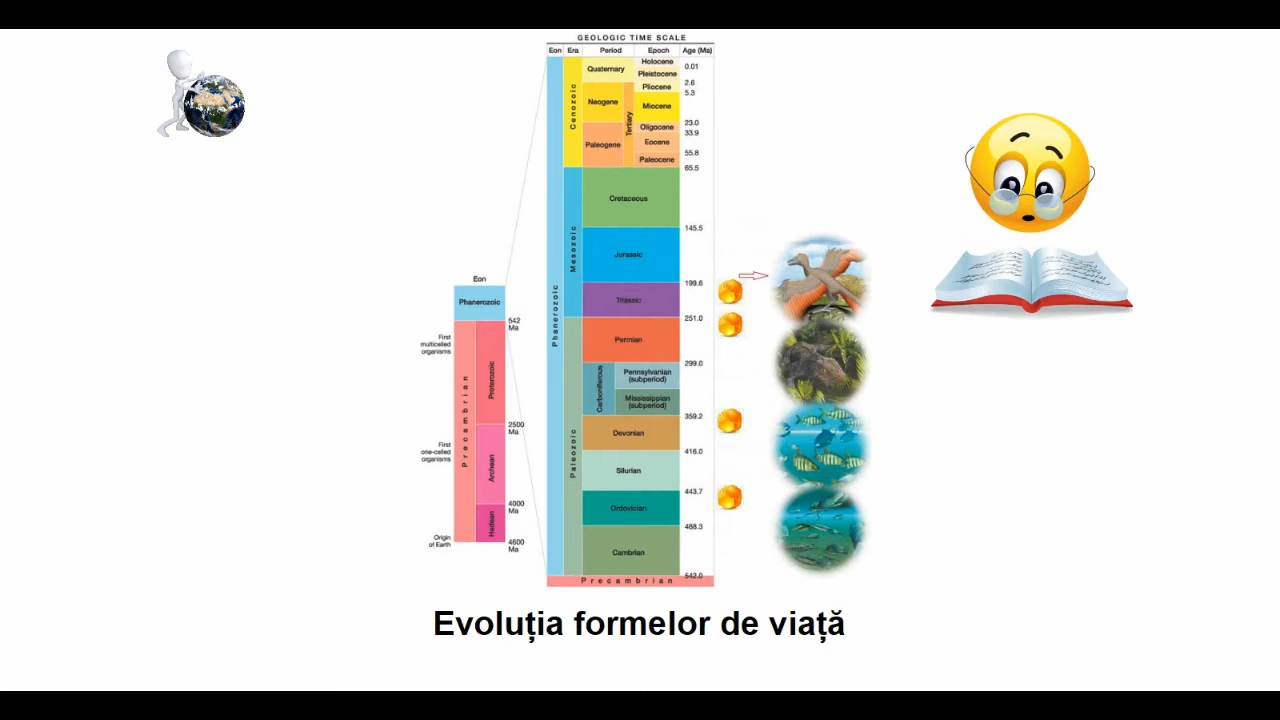 GEOLOGIC TIME SCALE
Eon Era Period Epoch Age (Ma)
Phanerozoic
Cenozoic
Quaternary
Holocene
0.01
Pleistocene
2.6
Neogene
Tertiary
Pliocene
5.3
Miocene
23.0
Paleogene
Oligocene
33.9
Eocene
55.8
Paleocene
65.5
Mesozoic
Cretaceous
145.5
Jurassic
199.6
Triassic
251.0
Paleozoic
Permian
299.0
Carboniferous
Pennsylvanian
(subperiod)
Mississippian
(subperiod)
359.2
Devonian
416.0
Silurian
443.7
Ordovician
488.3
Cambrian
542.0
Precambrian
Eon
Phanerozoic
542
Ma
First
multicelled
organisms
Precambrian
Proterozoic
2500
Ma
First
one-celled
organisms
Archean
4000
Ma
Hadean
Origin
of Earth
4600
Ma
Evoluția formelor de viață